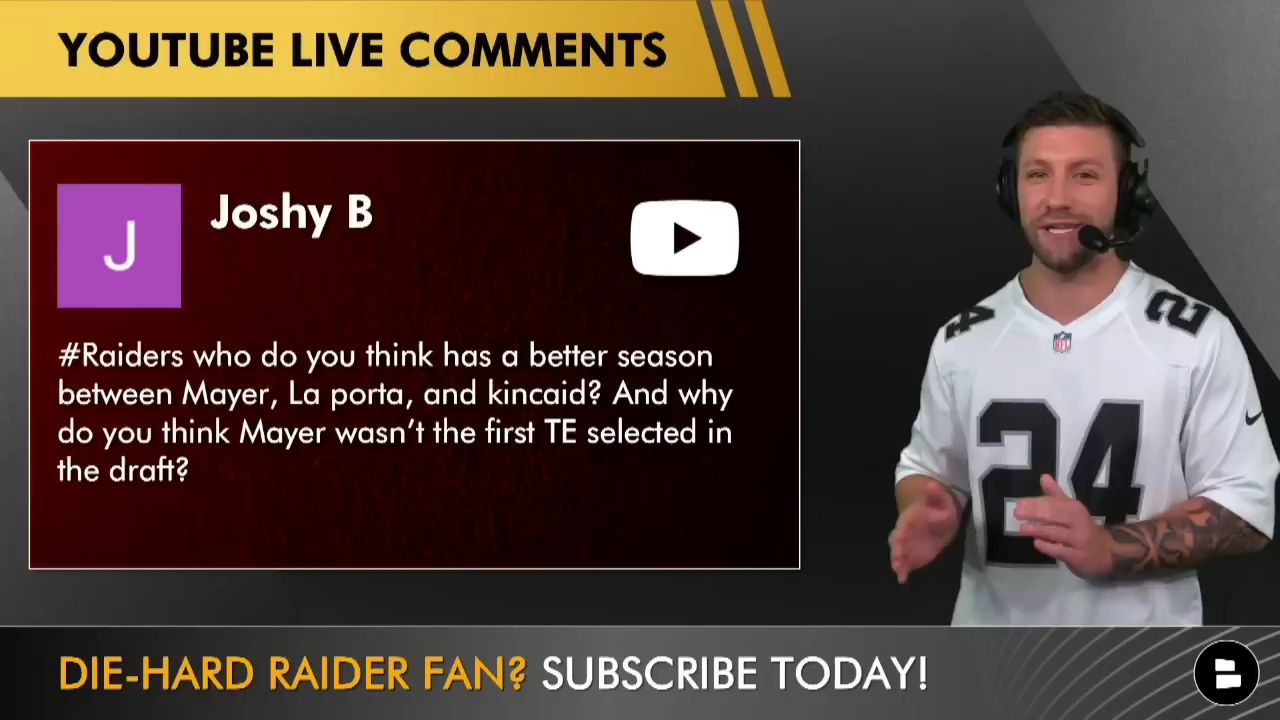 YOUTUBE LIVE COMMENTS
J
Joshy B
#Raiders who do you think has a better season
between Mayer, La porta, and kincaid? And why
do you think Mayer wasn't the first TE selected in
the draft?
24
24
NFL
24
DIE-HARD RAIDER FAN? SUBSCRIBE TODAY!